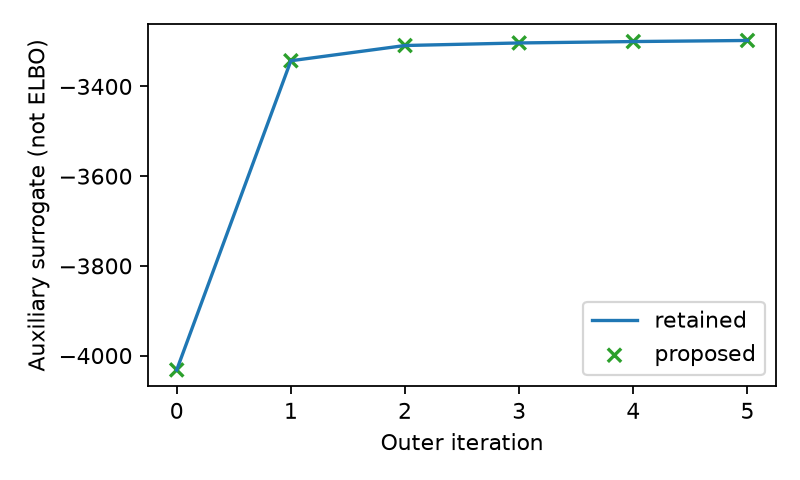 Auxiliary surrogate (not ELBO)
−3400
−3600
−3800
−4000
retained
proposed
0 1 2 3 4 5
Outer iteration